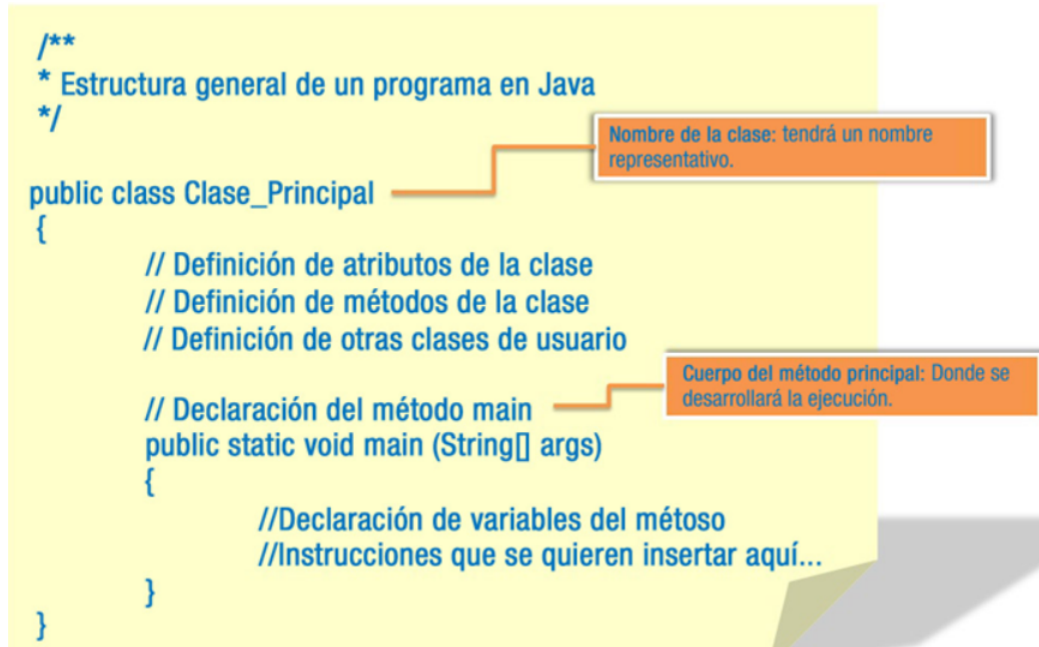 /**
* Estructura general de un programa en Java
*/
Nombre de la clase: tendrá un nombre
representativo.
public class Clase_Principal
{
// Definición de atributos de la clase
// Definición de métodos de la clase
// Definición de otras clases de usuario
Cuerpo del método principal: Donde se
desarrollará la ejecución.
// Declaración del método main
public static void main (String[] args)
{
//Declaración de variables del métoso
//Instrucciones que se quieren insertar aquí...
}
}